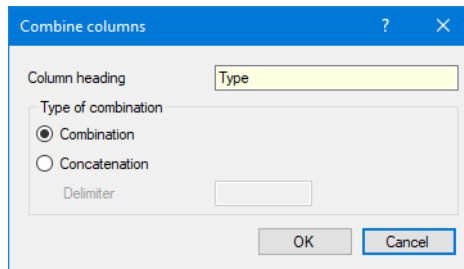 Combine columns ?
Column heading Type
Type of combination
Combination
Concatenation
Delimiter
OK Cancel